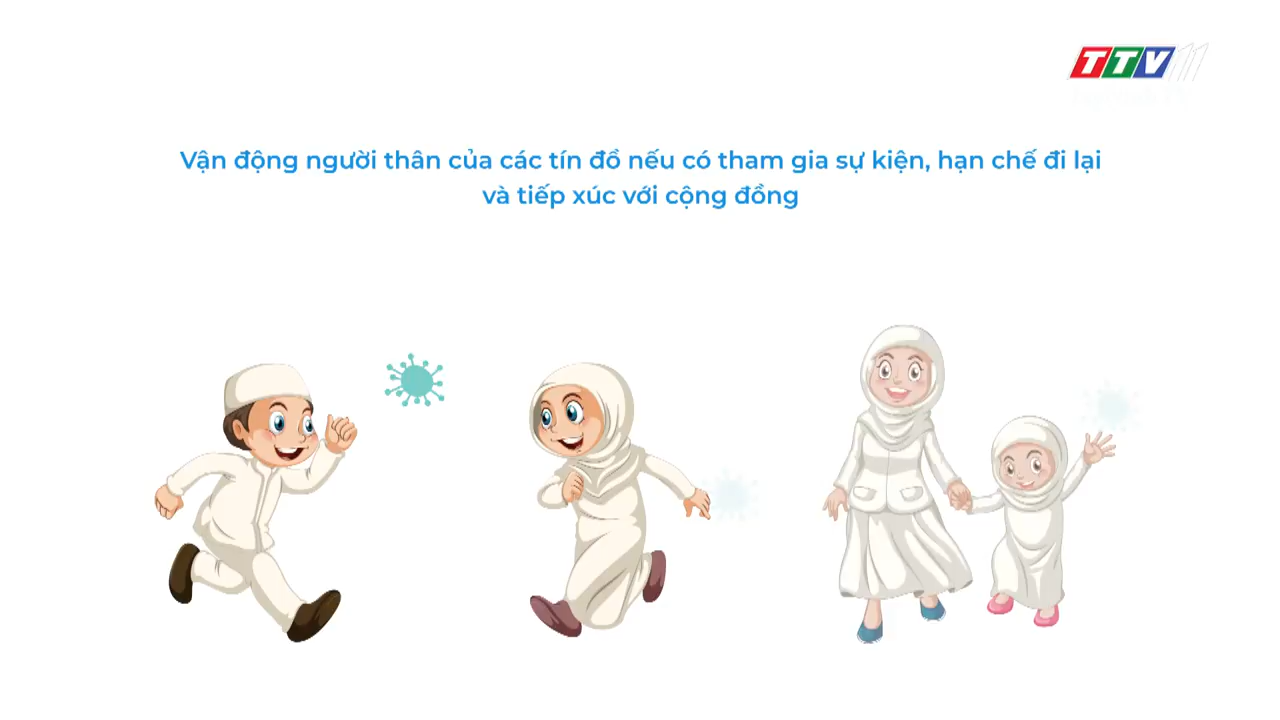 TTV11
Vận động người thân của các tín đồ nếu có tham gia sự kiện, hạn chế đi lại
và tiếp xúc với cộng đồng